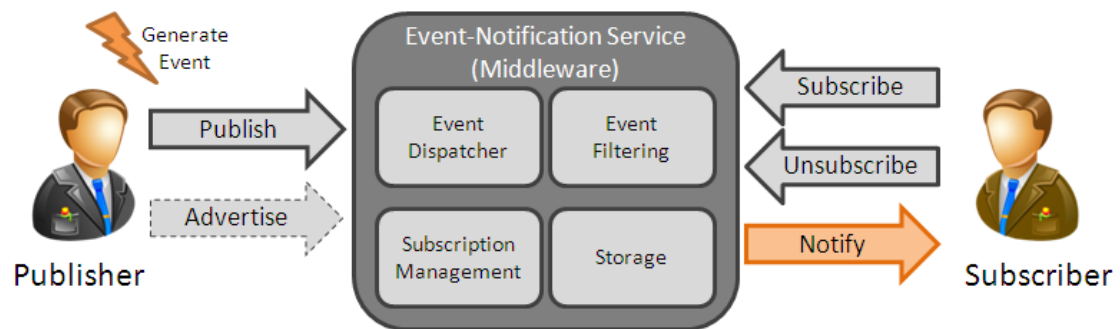 Generate
Event
Event-Notification Service
(Middleware)
Publish
Advertise
Event
Dispatcher
Event
Filtering
Subscription
Management
Storage
Subscribe
Unsubscribe
Notify
Publisher
Subscriber